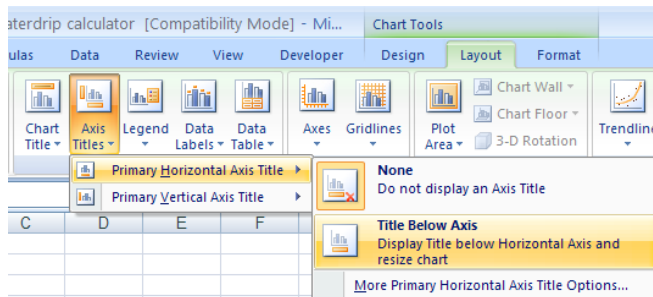 aterdrip calculator [Compatibility Mode] - Mi... Chart Tools
ulas Data Review View Developer Design Layout Format
Chart Title Axis Titles Legend Data Labels Data Table Axes Gridlines Plot Area Chart Wall Chart Floor 3-D Rotation Trendline
Primary Horizontal Axis Title
Primary Vertical Axis Title
None
Do not display an Axis Title
Title Below Axis
Display Title below Horizontal Axis and
resize chart
More Primary Horizontal Axis Title Options...
C D E F